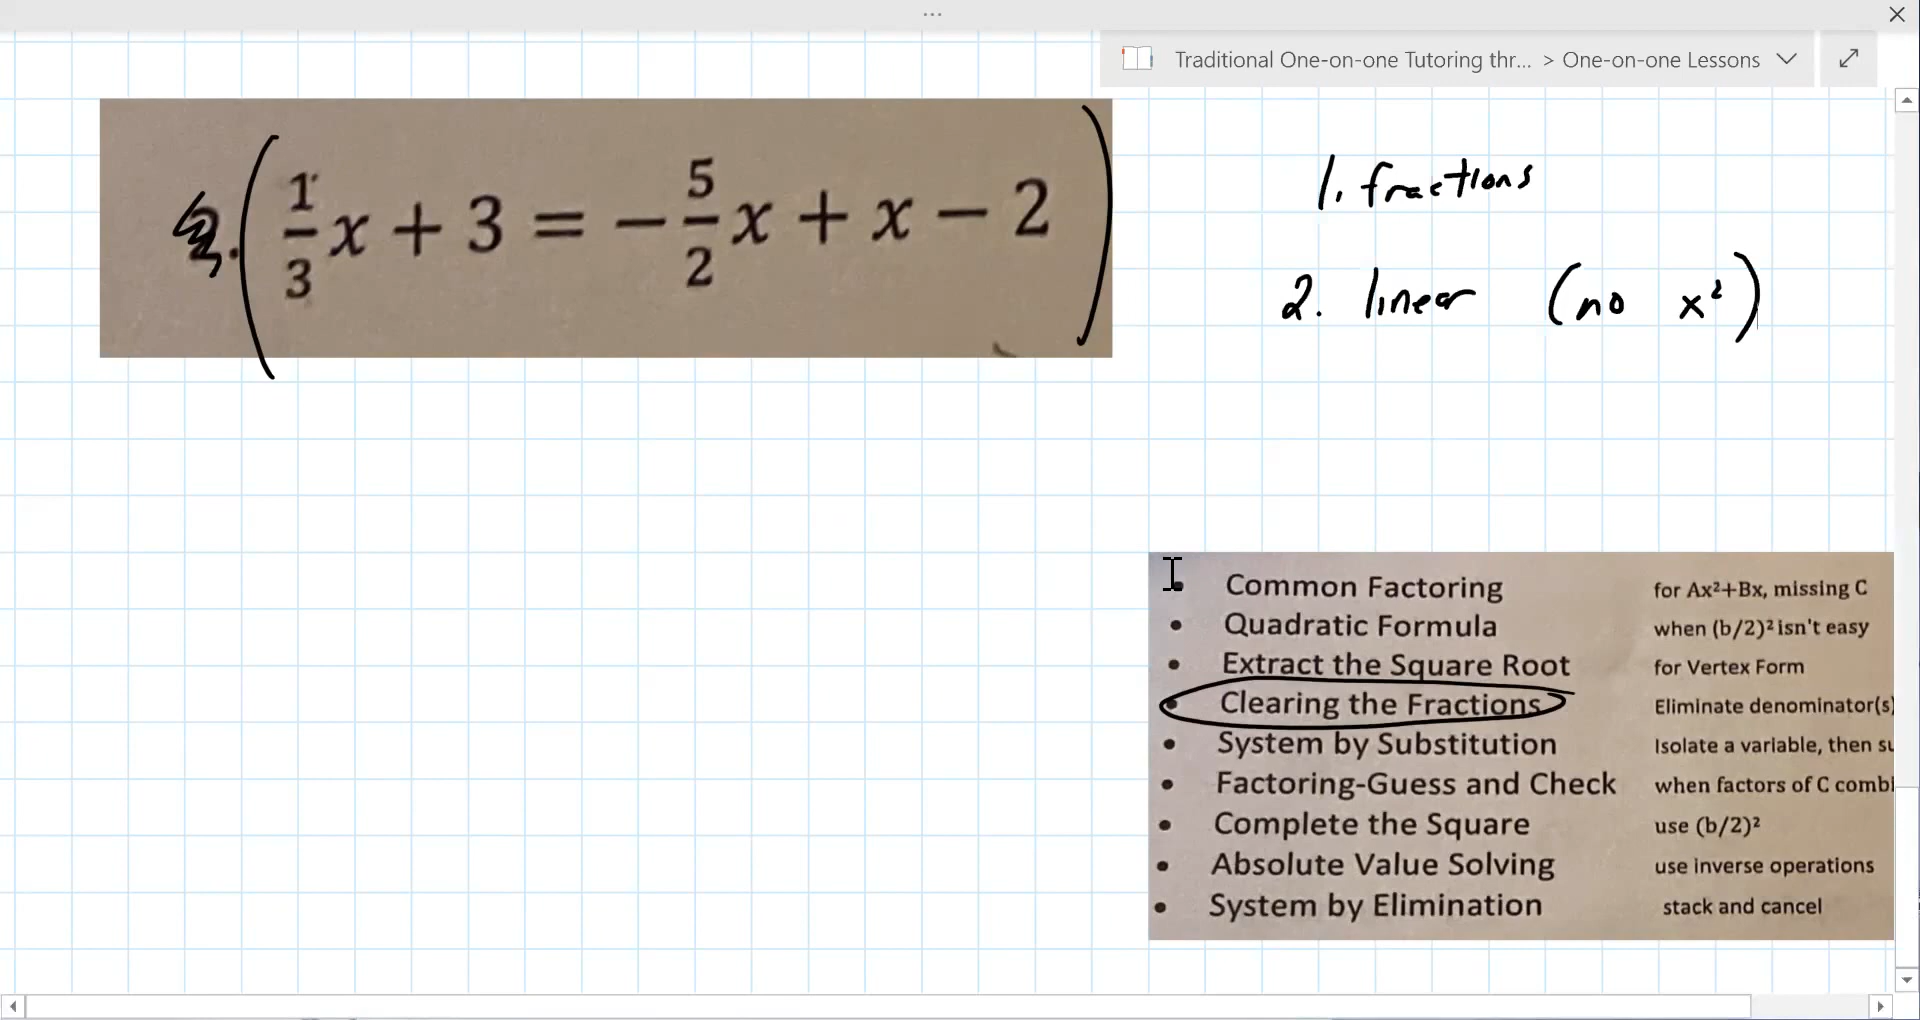 ...
Traditional One-on-one Tutoring thr... > One-on-one Lessons
( 1/3 x + 3 = - 5/2 x + x - 2 )
1. fractions
2. linear (no x²)
• Common Factoring for Ax²+Bx, missing C
• Quadratic Formula when (b/2)² isn't easy
• Extract the Square Root for Vertex Form
• Clearing the Fractions Eliminate denominator(s)
• System by Substitution Isolate a variable, then su
• Factoring-Guess and Check when factors of C combi
• Complete the Square use (b/2)²
• Absolute Value Solving use inverse operations
• System by Elimination stack and cancel